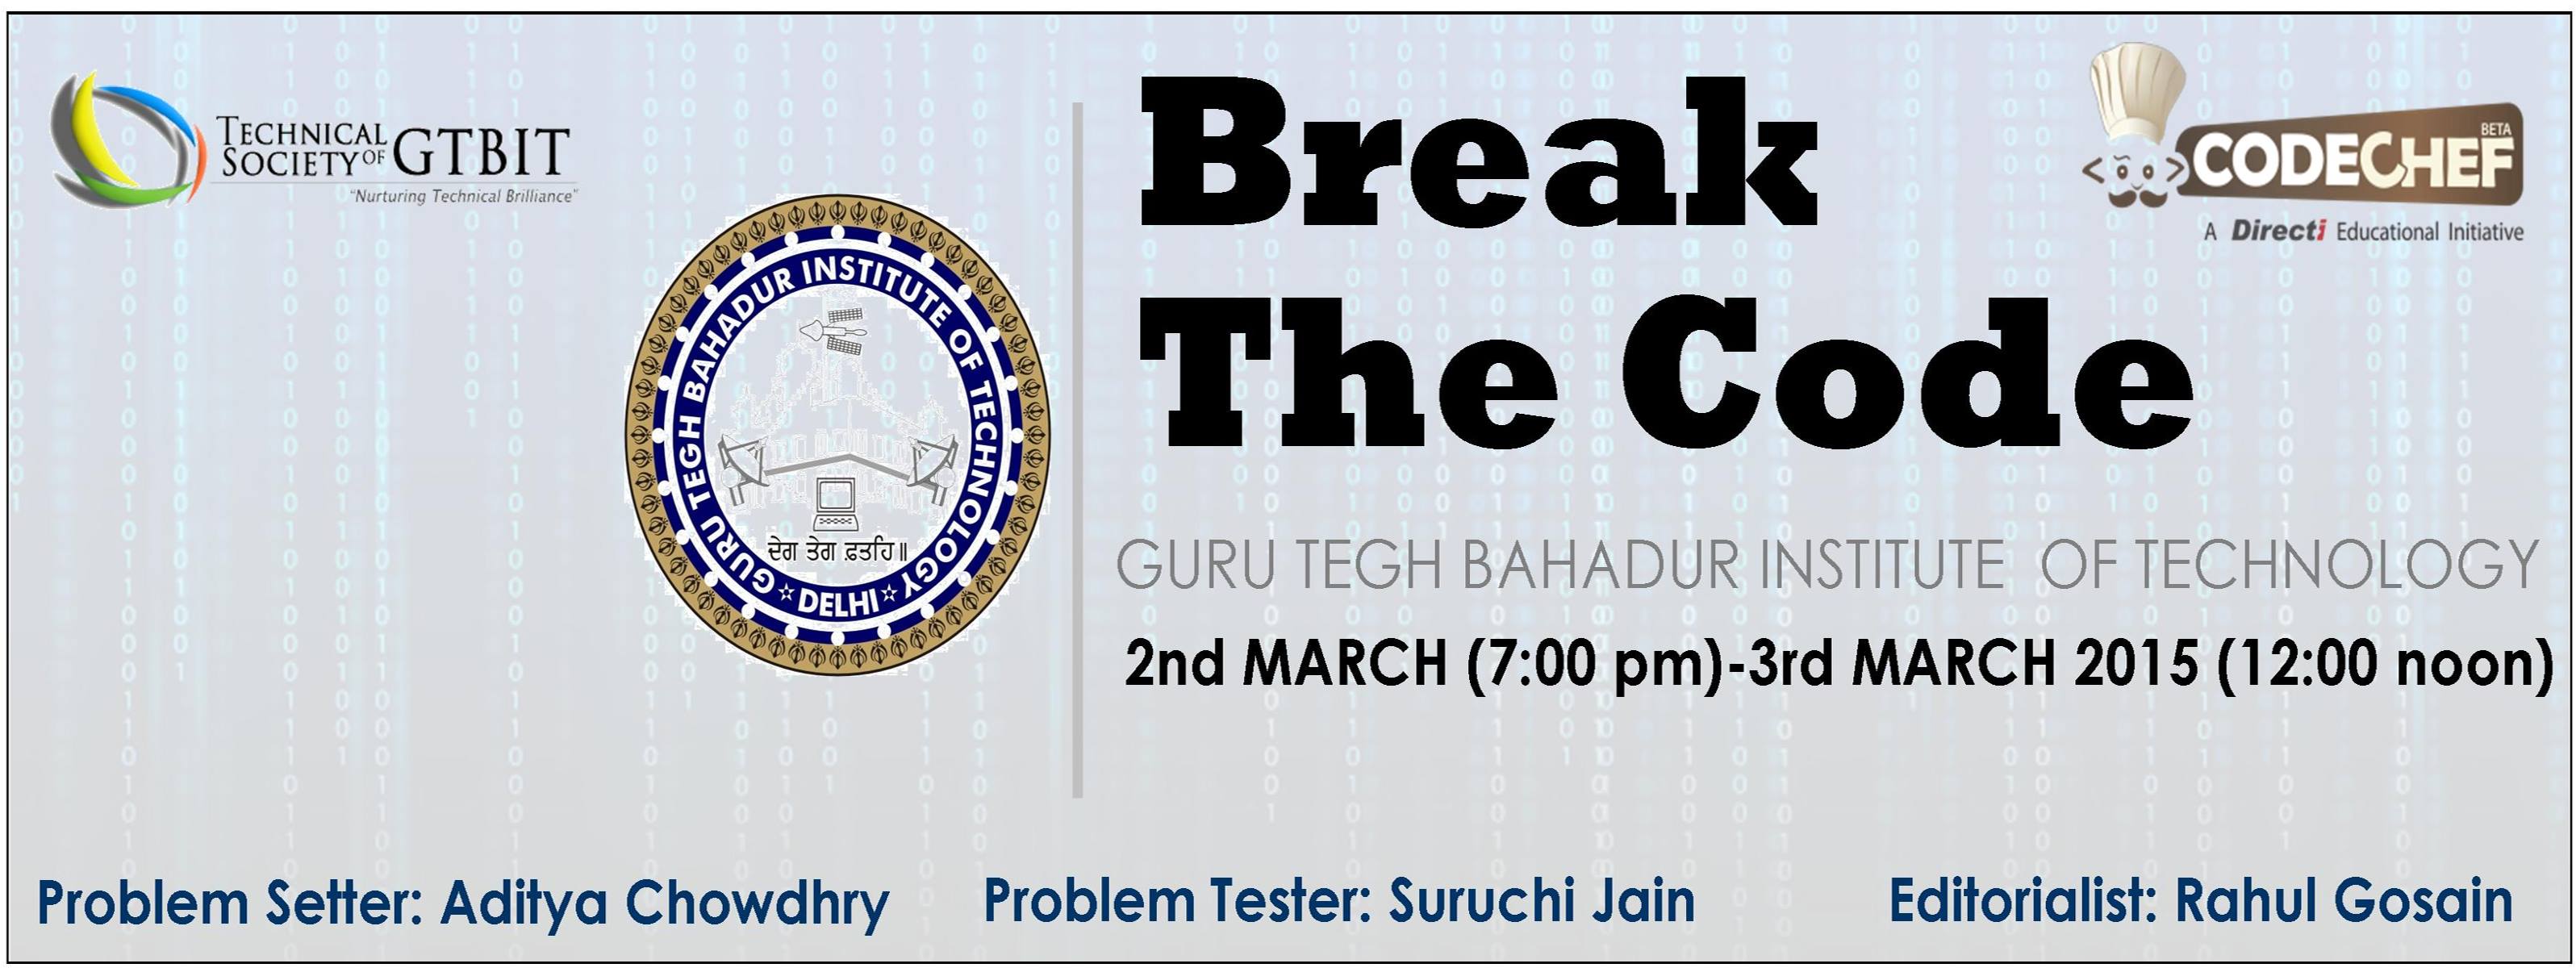 TECHNICAL
SOCIETY OF GTBIT
"Nurturing Technical Brilliance"
GURU TEGH BAHADUR INSTITUTE OF TECHNOLOGY
☆ DELHI ☆
ਦੇਗ ਤੇਗ ਫ਼ਤਹਿ॥
Break
The Code
BETA
CODECHEF
A Directi Educational Initiative
GURU TEGH BAHADUR INSTITUTE OF TECHNOLOGY
2nd MARCH (7:00 pm)-3rd MARCH 2015 (12:00 noon)
Problem Setter: Aditya Chowdhry
Problem Tester: Suruchi Jain
Editorialist: Rahul Gosain